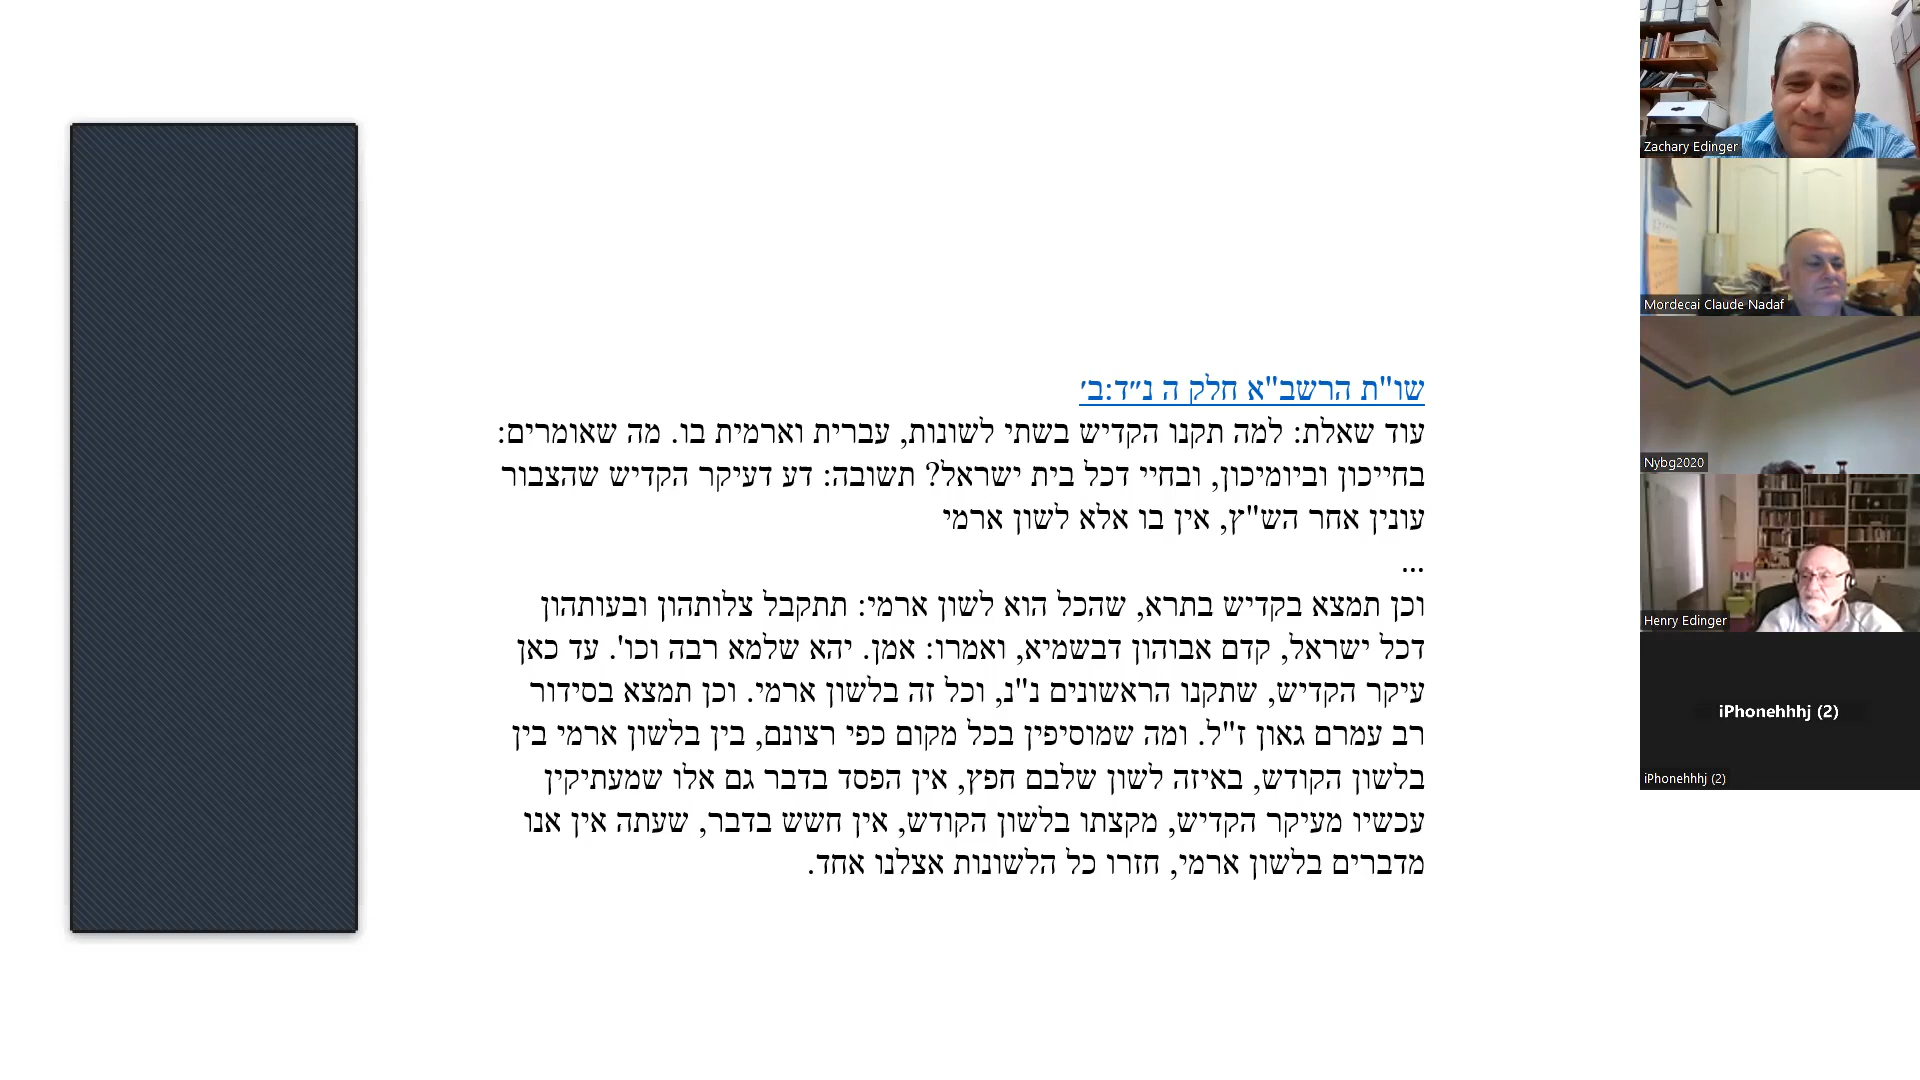 שו"ת הרשב"א חלק ה נ״ד:ב׳
עוד שאלת: למה תקנו הקדיש בשתי לשונות, עברית וארמית בו. מה שאומרים:
בחייכון וביומיכון, ובחיי דכל בית ישראל? תשובה: דע דעיקר הקדיש שהצבור
עונין אחר הש"ץ, אין בו אלא לשון ארמי
...
וכן תמצא בקדיש בתרא, שהכל הוא לשון ארמי: תתקבל צלותהון ובעותהון
דכל ישראל, קדם אבוהון דבשמיא, ואמרו: אמן. יהא שלמא רבה וכו'. עד כאן
עיקר הקדיש, שתקנו הראשונים נ"נ, וכל זה בלשון ארמי. וכן תמצא בסידור
רב עמרם גאון ז"ל. ומה שמוסיפין בכל מקום כפי רצונם, בין בלשון ארמי בין
בלשון הקודש, באיזה לשון שלבם חפץ, אין הפסד בדבר גם אלו שמעתיקין
עכשיו מעיקר הקדיש, מקצתו בלשון הקודש, אין חשש בדבר, שעתה אין אנו
מדברים בלשון ארמי, חזרו כל הלשונות אצלנו אחד.
Zachary Edinger
Mordecai Claude Nadaf
Nybg2020
Henry Edinger
iPhonehhhj (2)
iPhonehhhj (2)